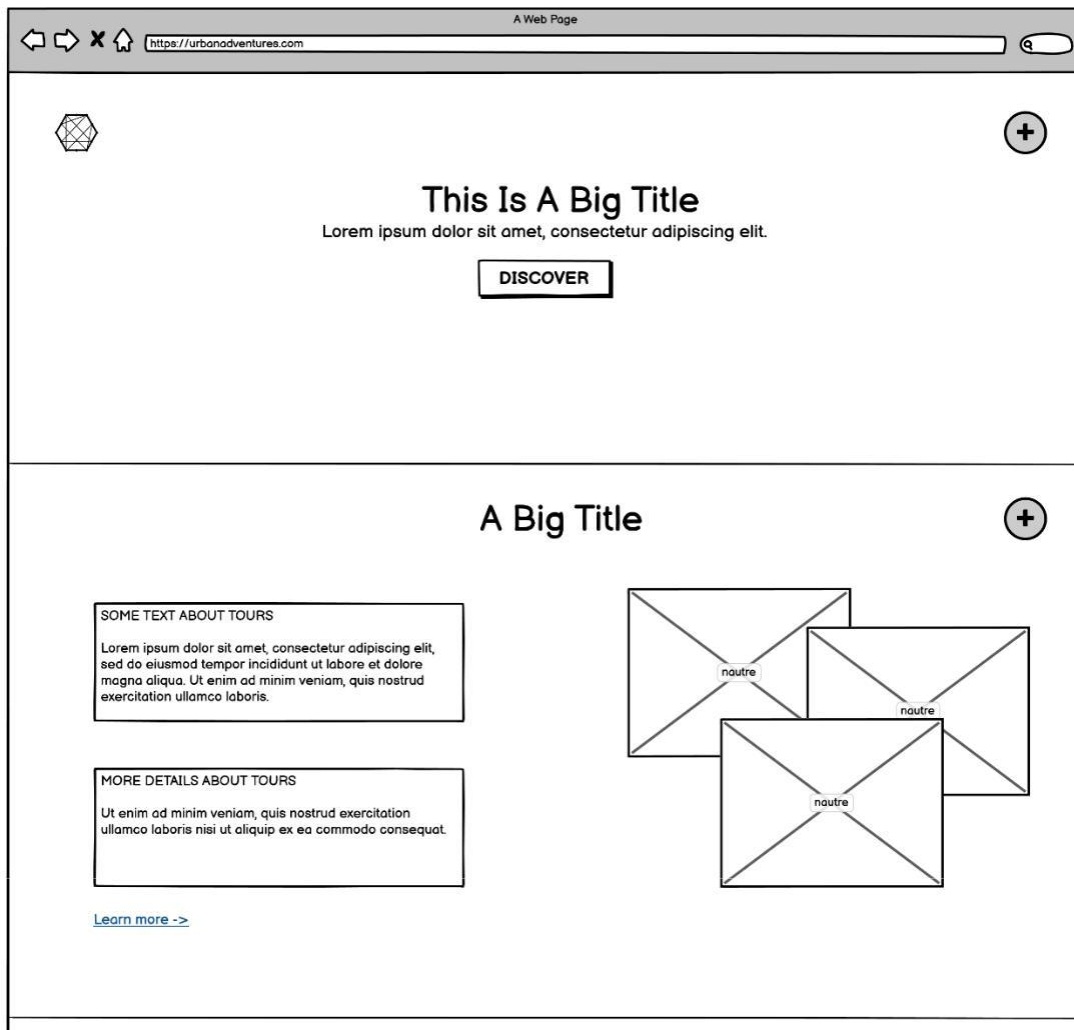 A Web Page
https://urbanadventures.com
This Is A Big Title
Lorem ipsum dolor sit amet, consectetur adipiscing elit.
DISCOVER
A Big Title
SOME TEXT ABOUT TOURS
Lorem ipsum dolor sit amet, consectetur adipiscing elit,
sed do eiusmod tempor incididunt ut labore et dolore
magna aliqua. Ut enim ad minim veniam, quis nostrud
exercitation ullamco laboris.
MORE DETAILS ABOUT TOURS
Ut enim ad minim veniam, quis nostrud exercitation
ullamco laboris nisi ut aliquip ex ea commodo consequat.
Learn more ->
nautre
nautre
nautre